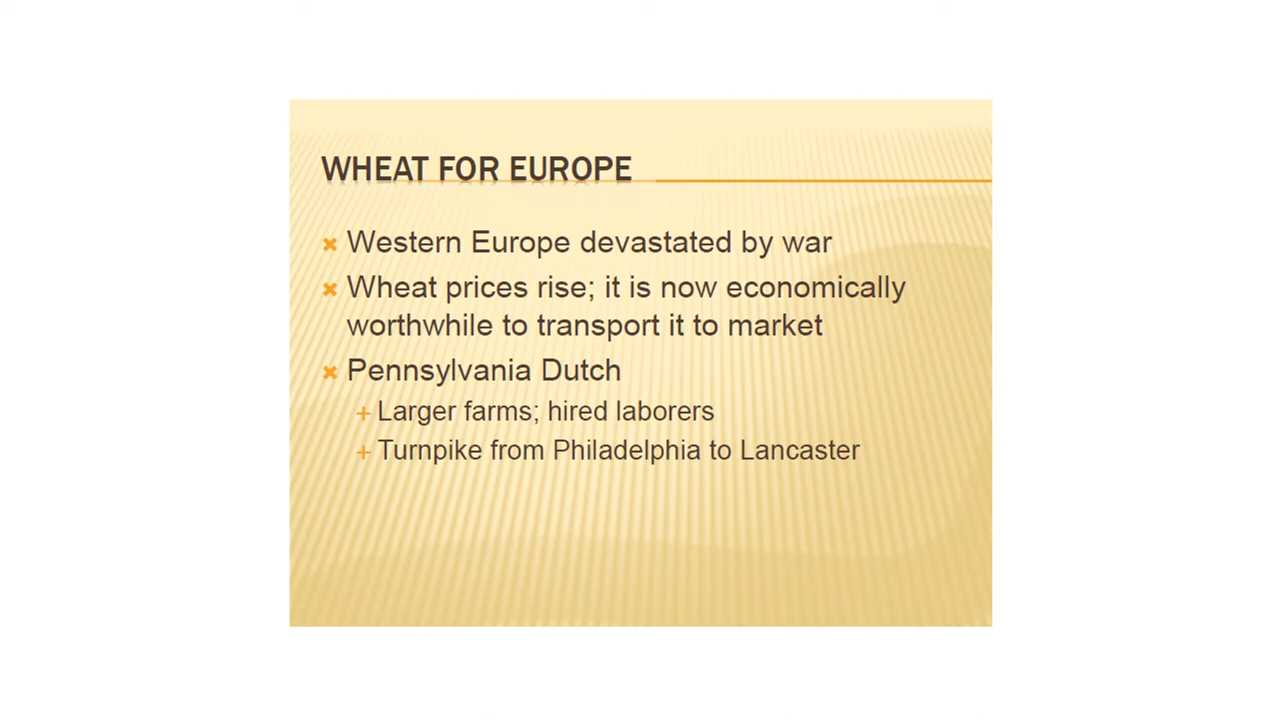 WHEAT FOR EUROPE
Western Europe devastated by war
Wheat prices rise; it is now economically
worthwhile to transport it to market
Pennsylvania Dutch
Larger farms; hired laborers
Turnpike from Philadelphia to Lancaster